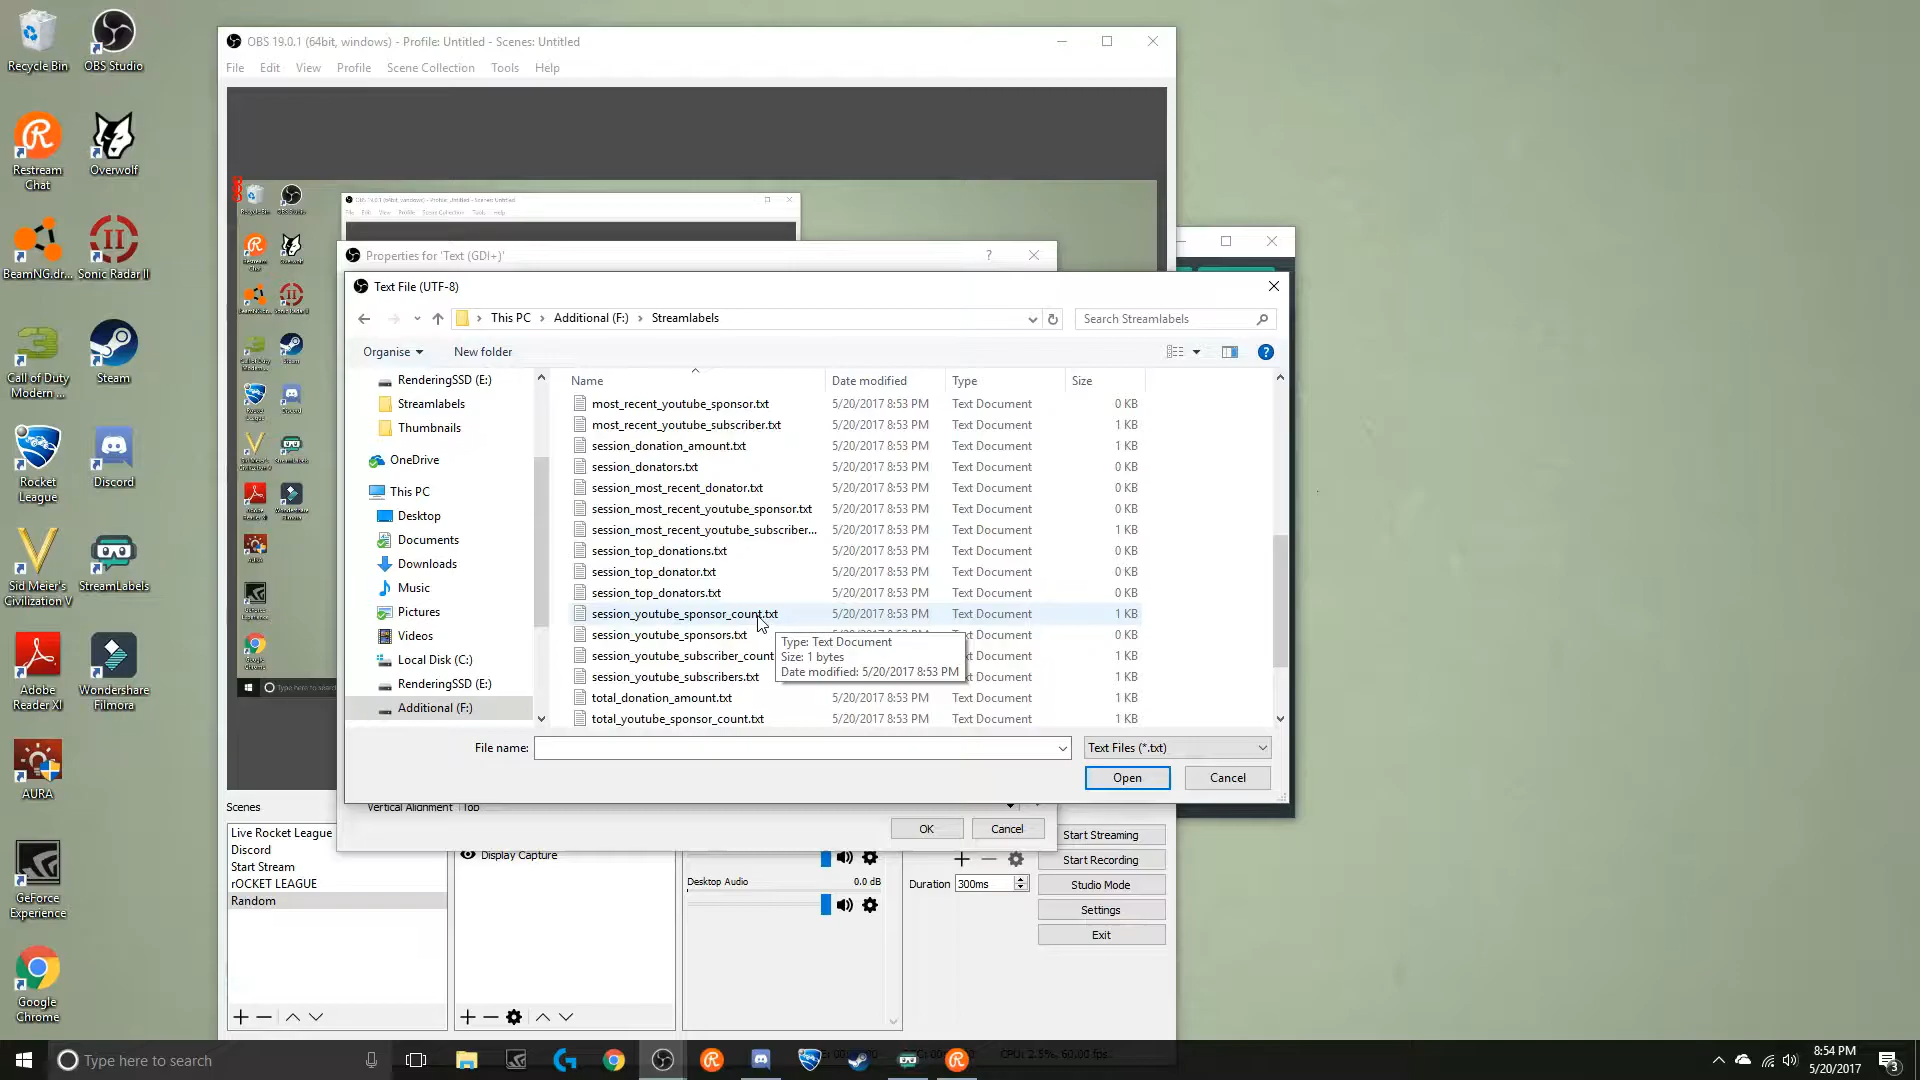 Recycle Bin
OBS Studio
Restream Chat
Overwolf
BeamNG.dr...
Sonic Radar II
Call of Duty Modern ...
Steam
Rocket League
Discord
Sid Meier's Civilization V
StreamLabels
Adobe Reader XI
Wondershare Filmora
AURA
GeForce Experience
Google Chrome
OBS 19.0.1 (64bit, windows) - Profile: Untitled - Scenes: Untitled
File Edit View Profile Scene Collection Tools Help
Properties for 'Text (GDI+)'
?
Text File (UTF-8)
This PC > Additional (F:) > Streamlabels
Search Streamlabels
Organise New folder
RenderingSSD (E:)
Streamlabels
Thumbnails
OneDrive
This PC
Desktop
Documents
Downloads
Music
Pictures
Videos
Local Disk (C:)
RenderingSSD (E:)
Additional (F:)
Name Date modified Type Size
most_recent_youtube_sponsor.txt 5/20/2017 8:53 PM Text Document 0 KB
most_recent_youtube_subscriber.txt 5/20/2017 8:53 PM Text Document 1 KB
session_donation_amount.txt 5/20/2017 8:53 PM Text Document 1 KB
session_donators.txt 5/20/2017 8:53 PM Text Document 0 KB
session_most_recent_donator.txt 5/20/2017 8:53 PM Text Document 0 KB
session_most_recent_youtube_sponsor.txt 5/20/2017 8:53 PM Text Document 0 KB
session_most_recent_youtube_subscriber... 5/20/2017 8:53 PM Text Document 1 KB
session_top_donations.txt 5/20/2017 8:53 PM Text Document 0 KB
session_top_donator.txt 5/20/2017 8:53 PM Text Document 0 KB
session_top_donators.txt 5/20/2017 8:53 PM Text Document 0 KB
session_youtube_sponsor_count.txt 5/20/2017 8:53 PM Text Document 1 KB
session_youtube_sponsors.txt 0 KB
session_youtube_subscriber_count 1 KB
session_youtube_subscribers.txt 1 KB
total_donation_amount.txt 5/20/2017 8:53 PM Text Document 1 KB
total_youtube_sponsor_count.txt 5/20/2017 8:53 PM Text Document 1 KB
Type: Text Document
Size: 1 bytes
Date modified: 5/20/2017 8:53 PM
File name:
Text Files (*.txt)
Open Cancel
Vertical Alignment Top
OK Cancel
Scenes
Live Rocket League
Discord
Start Stream
rOCKET LEAGUE
Random
Display Capture
Desktop Audio 0.0 dB
Duration 300ms
Start Streaming
Start Recording
Studio Mode
Settings
Exit
CPU: 2.5%, 60.00 fps
Type here to search
8:54 PM
5/20/2017
3